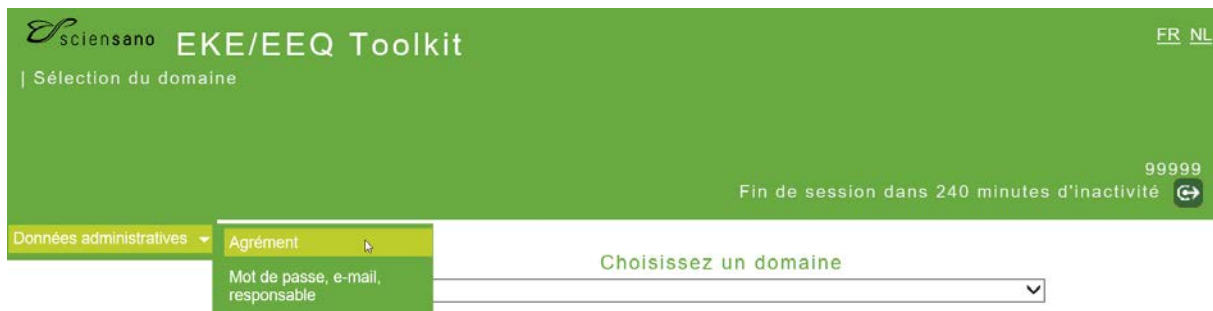 sciensano EKE/EEQ Toolkit
FR NL
| Sélection du domaine
99999
Fin de session dans 240 minutes d'inactivité
Données administratives
Agrément
Choisissez un domaine
Mot de passe, e-mail,
responsable